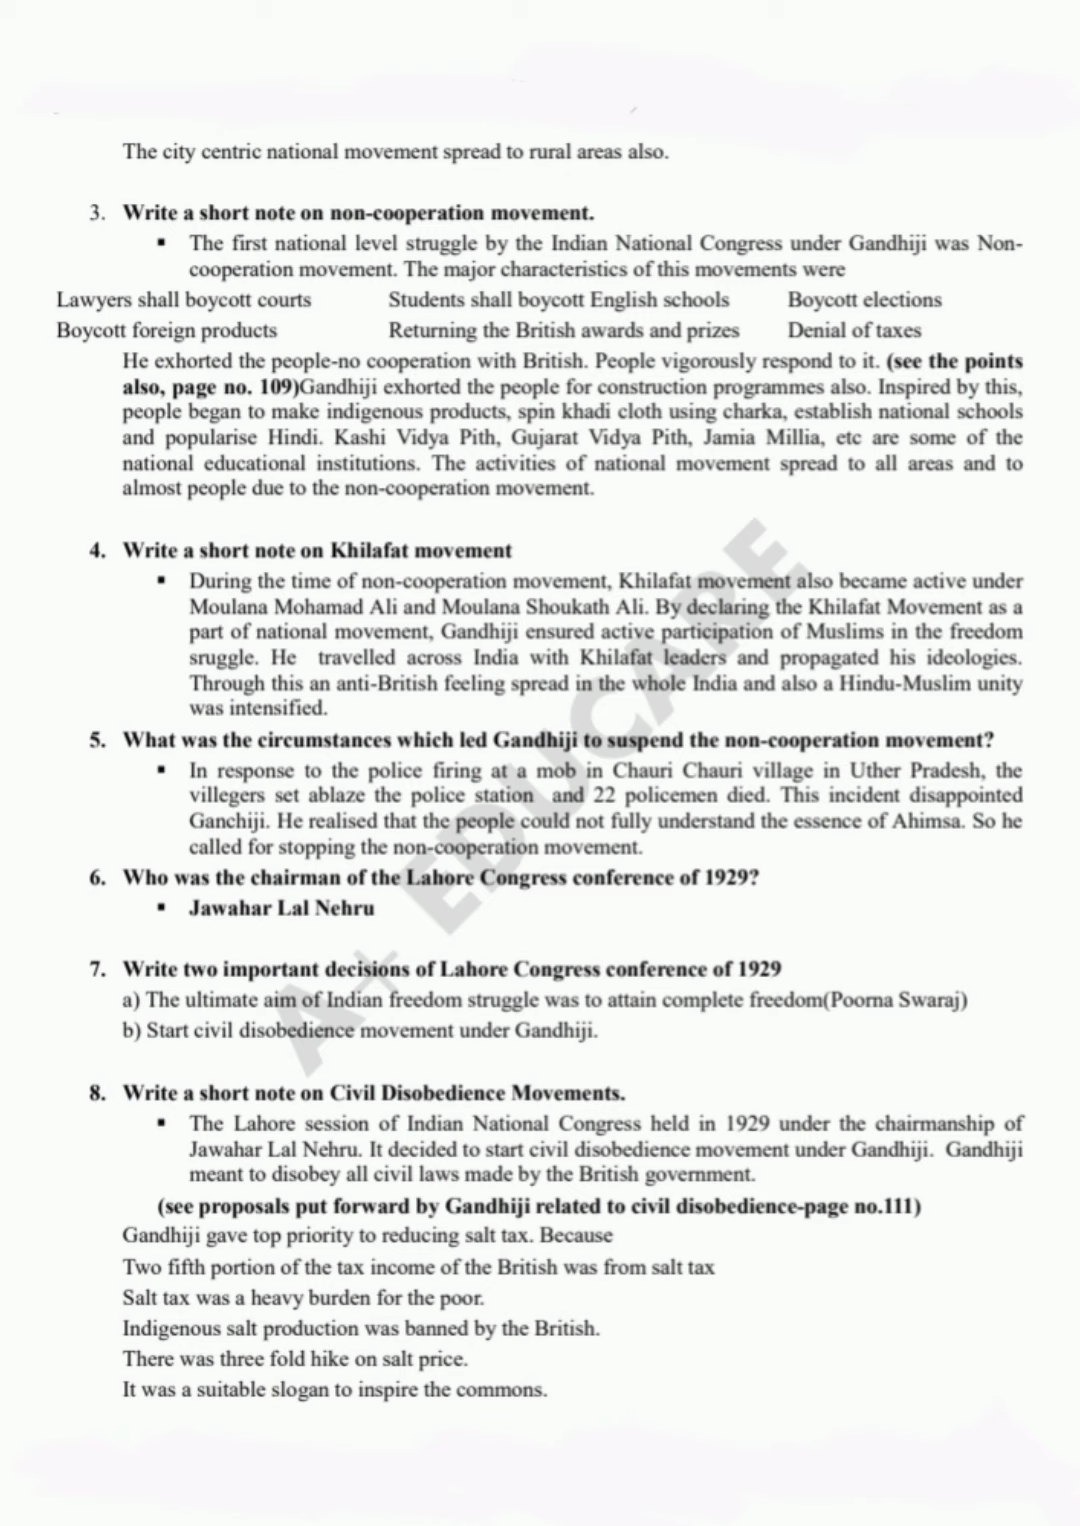 The city centric national movement spread to rural areas also.
3. Write a short note on non-cooperation movement.
▪ The first national level struggle by the Indian National Congress under Gandhiji was Non-
cooperation movement. The major characteristics of this movements were
Lawyers shall boycott courts Students shall boycott English schools Boycott elections
Boycott foreign products Returning the British awards and prizes Denial of taxes
He exhorted the people-no cooperation with British. People vigorously respond to it. (see the points
also, page no. 109)Gandhiji exhorted the people for construction programmes also. Inspired by this,
people began to make indigenous products, spin khadi cloth using charka, establish national schools
and popularise Hindi. Kashi Vidya Pith, Gujarat Vidya Pith, Jamia Millia, etc are some of the
national educational institutions. The activities of national movement spread to all areas and to
almost people due to the non-cooperation movement.
4. Write a short note on Khilafat movement
▪ During the time of non-cooperation movement, Khilafat movement also became active under
Moulana Mohamad Ali and Moulana Shoukath Ali. By declaring the Khilafat Movement as a
part of national movement, Gandhiji ensured active participation of Muslims in the freedom
sruggle. He travelled across India with Khilafat leaders and propagated his ideologies.
Through this an anti-British feeling spread in the whole India and also a Hindu-Muslim unity
was intensified.
5. What was the circumstances which led Gandhiji to suspend the non-cooperation movement?
▪ In response to the police firing at a mob in Chauri Chauri village in Uther Pradesh, the
villegers set ablaze the police station and 22 policemen died. This incident disappointed
Ganchiji. He realised that the people could not fully understand the essence of Ahimsa. So he
called for stopping the non-cooperation movement.
6. Who was the chairman of the Lahore Congress conference of 1929?
▪ Jawahar Lal Nehru
7. Write two important decisions of Lahore Congress conference of 1929
a) The ultimate aim of Indian freedom struggle was to attain complete freedom(Poorna Swaraj)
b) Start civil disobedience movement under Gandhiji.
8. Write a short note on Civil Disobedience Movements.
▪ The Lahore session of Indian National Congress held in 1929 under the chairmanship of
Jawahar Lal Nehru. It decided to start civil disobedience movement under Gandhiji. Gandhiji
meant to disobey all civil laws made by the British government.
(see proposals put forward by Gandhiji related to civil disobedience-page no.111)
Gandhiji gave top priority to reducing salt tax. Because
Two fifth portion of the tax income of the British was from salt tax
Salt tax was a heavy burden for the poor.
Indigenous salt production was banned by the British.
There was three fold hike on salt price.
It was a suitable slogan to inspire the commons.
A+ EDUCARE